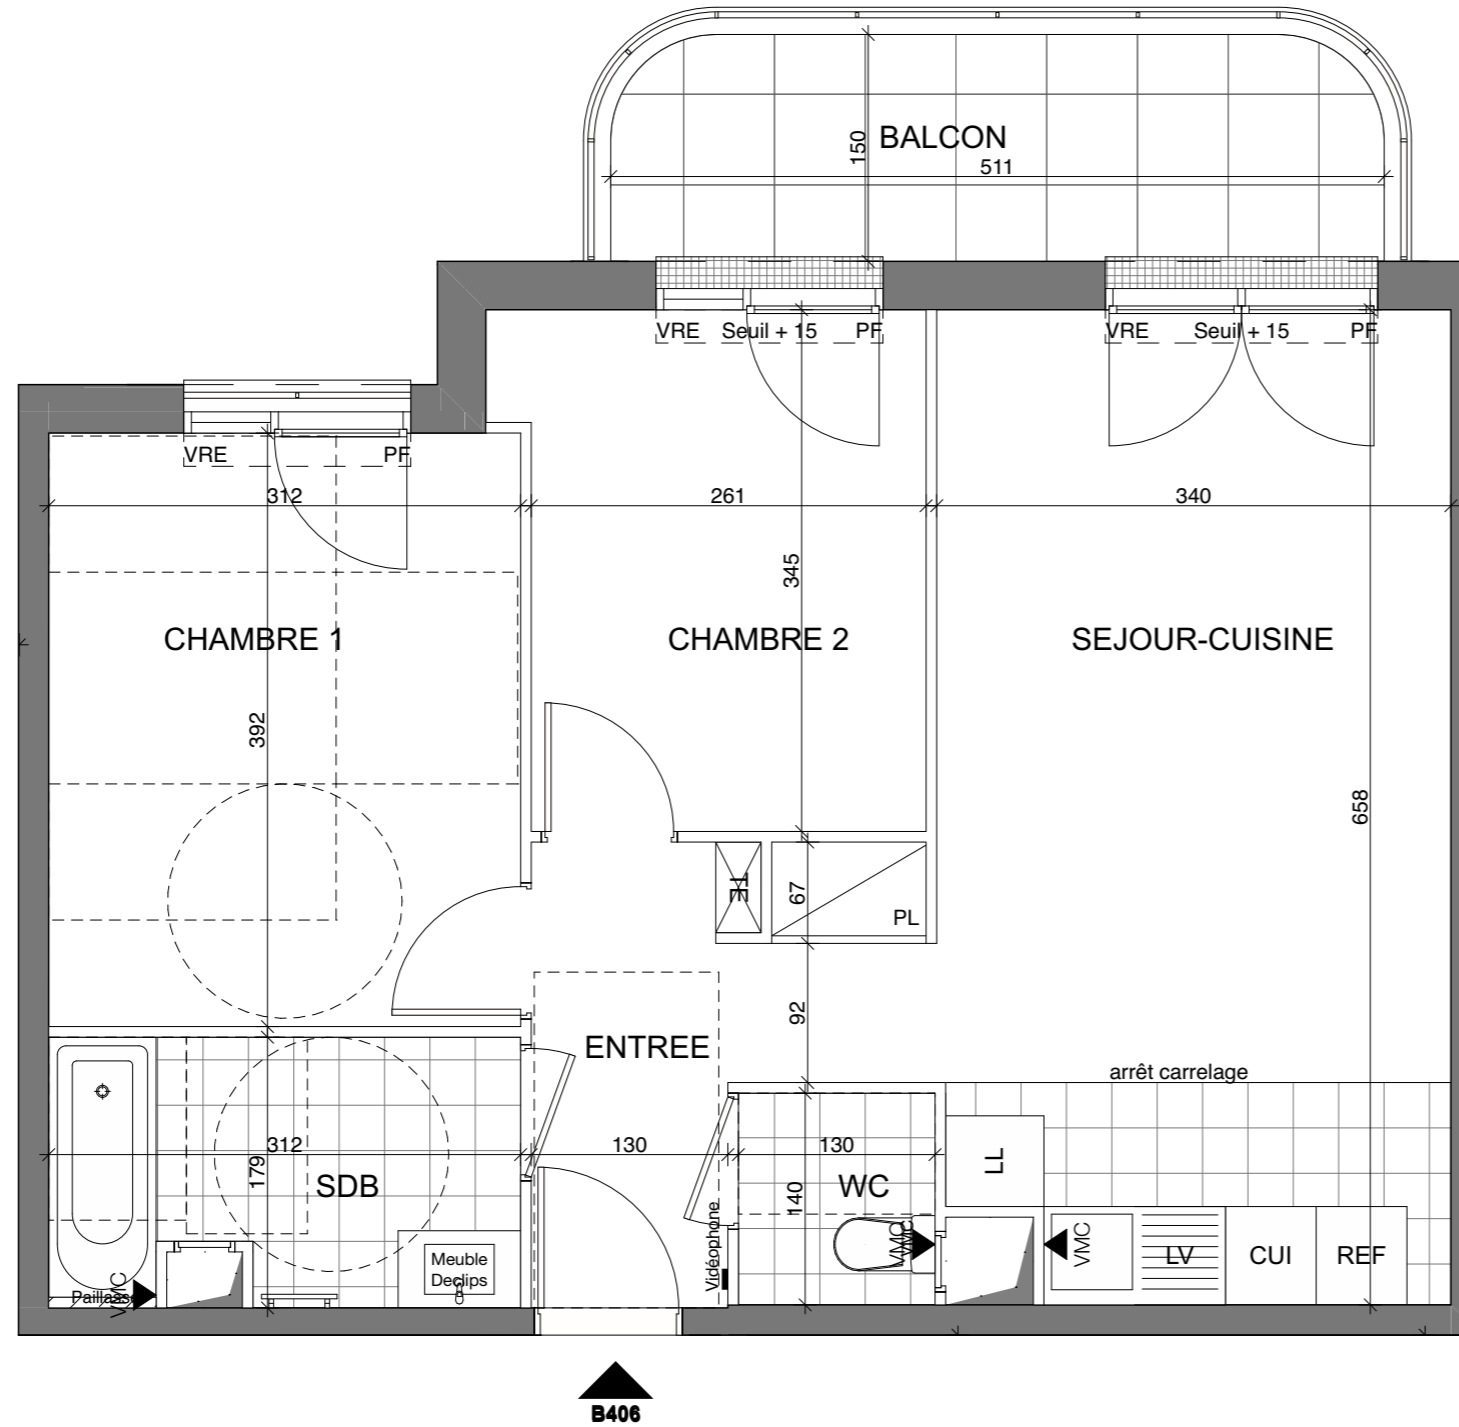 BALCON
150
511
VRE Seuil + 15 PF
VRE Seuil + 15 PF
VRE PF
312
261
340
345
CHAMBRE 1
CHAMBRE 2
SEJOUR-CUISINE
392
658
TE
67
PL
92
ENTREE
arrêt carrelage
312
130
130
179
SDB
140
WC
LL
Vidéophone
VMC
VMC
VMC
LV
CUI
REF
Meuble
Declips
Paillasse
VMC
B406